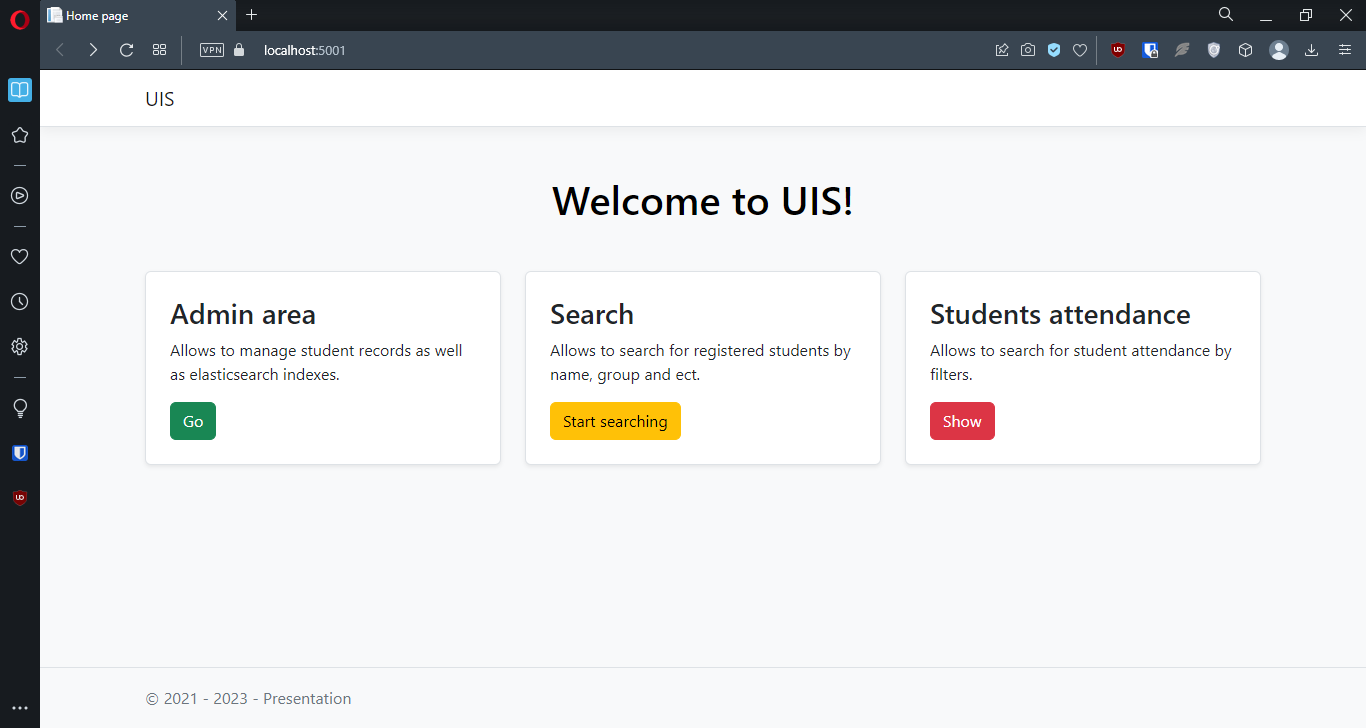 Home page
VPN
localhost:5001
UIS
Welcome to UIS!
Admin area
Allows to manage student records as well
as elasticsearch indexes.
Go
Search
Allows to search for registered students by
name, group and ect.
Start searching
Students attendance
Allows to search for student attendance by
filters.
Show
© 2021 - 2023 - Presentation